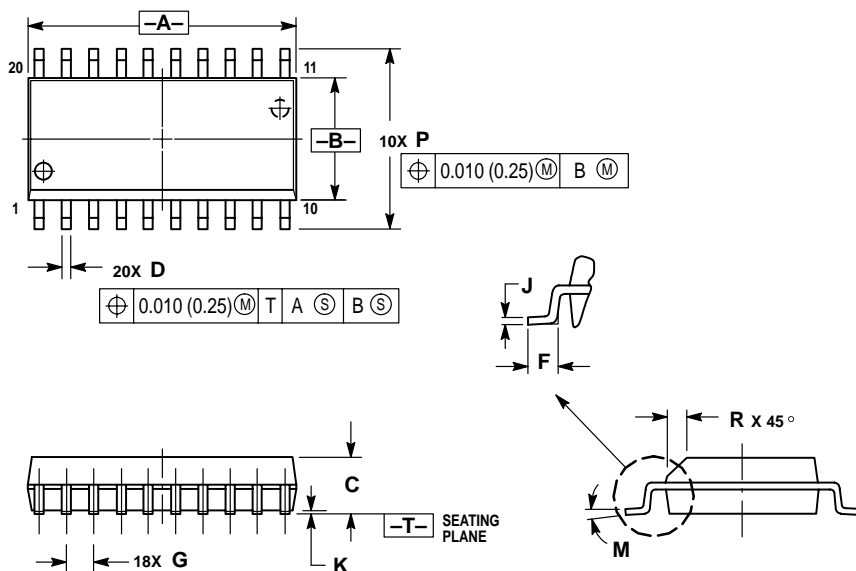 –A–
20 11
–B–
10X P
⌖ 0.010 (0.25) Ⓜ B Ⓜ
1 10
20X D
⌖ 0.010 (0.25) Ⓜ T A Ⓢ B Ⓢ
J
F
R X 45°
C
–T– SEATING PLANE
M
18X G
K